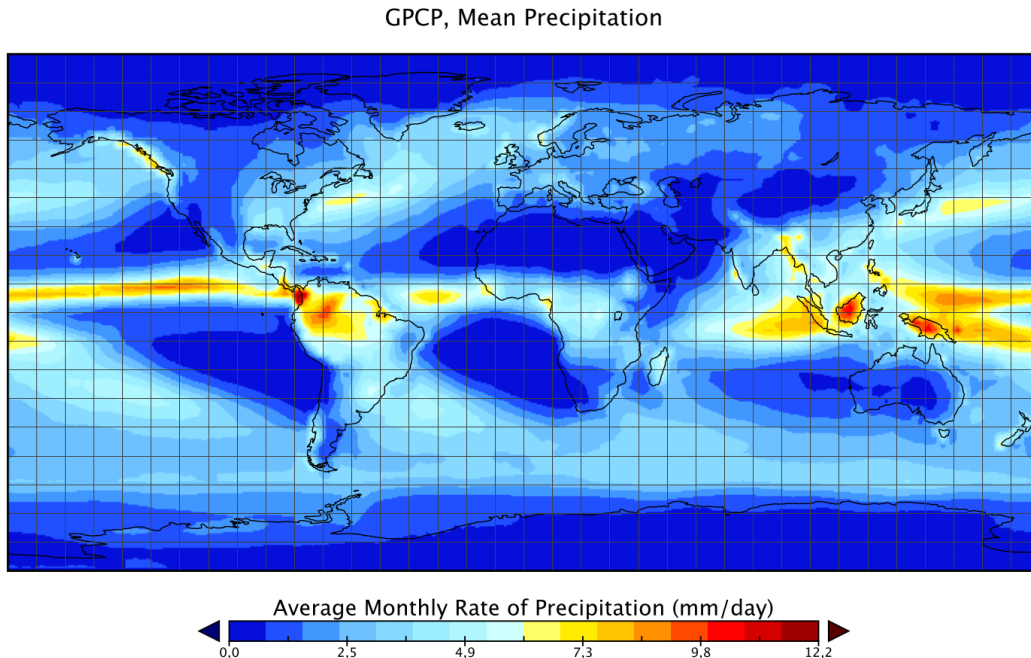 GPCP, Mean Precipitation
Average Monthly Rate of Precipitation (mm/day)
0,0 2,5 4,9 7,3 9,8 12,2